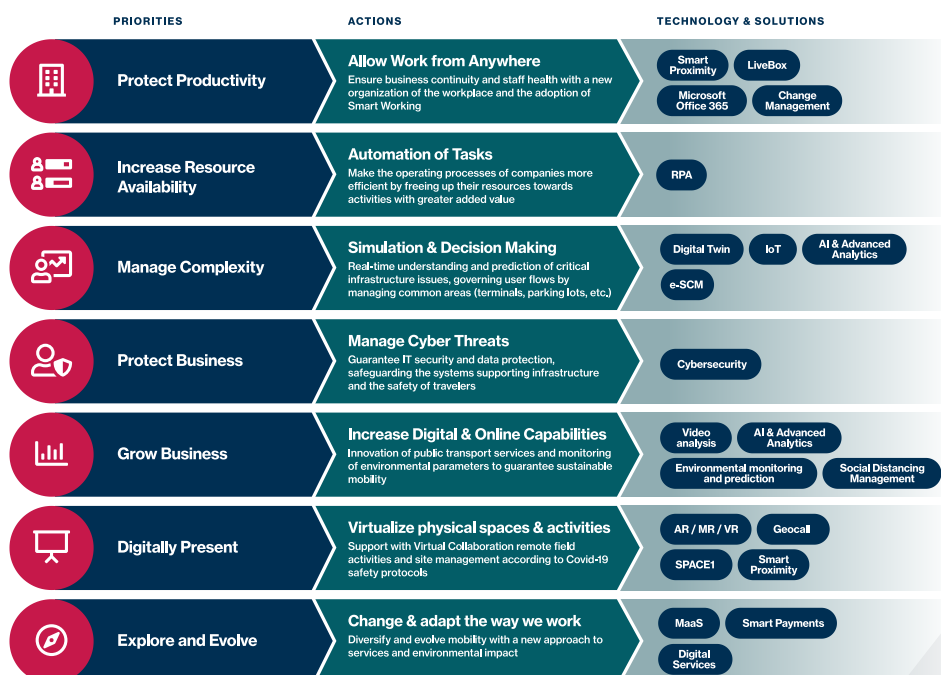 PRIORITIES
ACTIONS
TECHNOLOGY & SOLUTIONS
Protect Productivity
Allow Work from Anywhere
Ensure business continuity and staff health with a new
organization of the workplace and the adoption of
Smart Working
Smart
Proximity
LiveBox
Microsoft
Office 365
Change
Management
Increase Resource
Availability
Automation of Tasks
Make the operating processes of companies more
efficient by freeing up their resources towards
activities with greater added value
RPA
Manage Complexity
Simulation & Decision Making
Real-time understanding and prediction of critical
infrastructure issues, governing user flows by
managing common areas (terminals, parking lots, etc.)
Digital Twin
IoT
AI & Advanced
Analytics
e-SCM
Protect Business
Manage Cyber Threats
Guarantee IT security and data protection,
safeguarding the systems supporting infrastructure
and the safety of travelers
Cybersecurity
Grow Business
Increase Digital & Online Capabilities
Innovation of public transport services and monitoring
of environmental parameters to guarantee sustainable
mobility
Video
analysis
AI & Advanced
Analytics
Environmental monitoring
and prediction
Social Distancing
Management
Digitally Present
Virtualize physical spaces & activities
Support with Virtual Collaboration remote field
activities and site management according to Covid-19
safety protocols
AR / MR / VR
Geocall
SPACE1
Smart
Proximity
Explore and Evolve
Change & adapt the way we work
Diversify and evolve mobility with a new approach to
services and environmental impact
MaaS
Smart Payments
Digital
Services